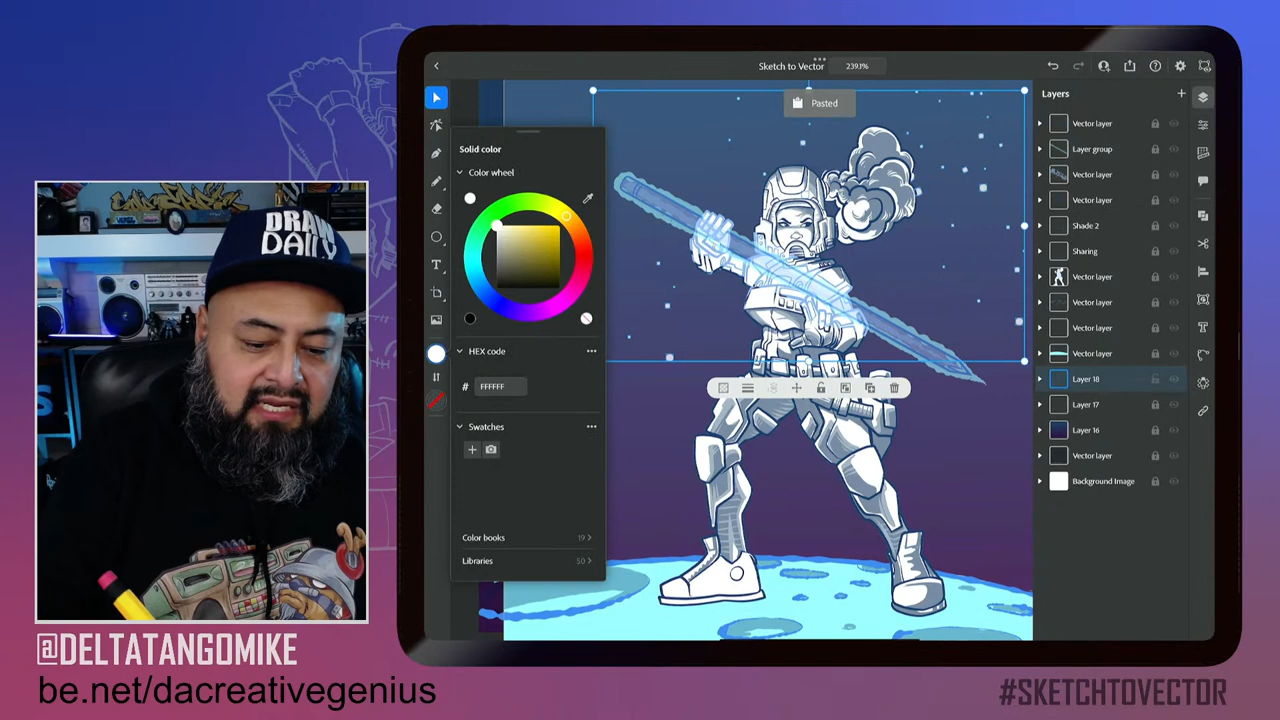 Sketch to Vector
239.1%
Layers
Pasted
Vector layer
Layer group
Vector layer
Vector layer
Shade 2
Sharing
Vector layer
Vector layer
Vector layer
Vector layer
Layer 18
Layer 17
Layer 16
Vector layer
Background Image
Solid color
Color wheel
HEX code
# FFFFFF
Swatches
Color books 19
Libraries 50
T
DRAW
DAILY
@DELTATANGOMIKE
be.net/dacreativegenius
#SKETCHTOVECTOR